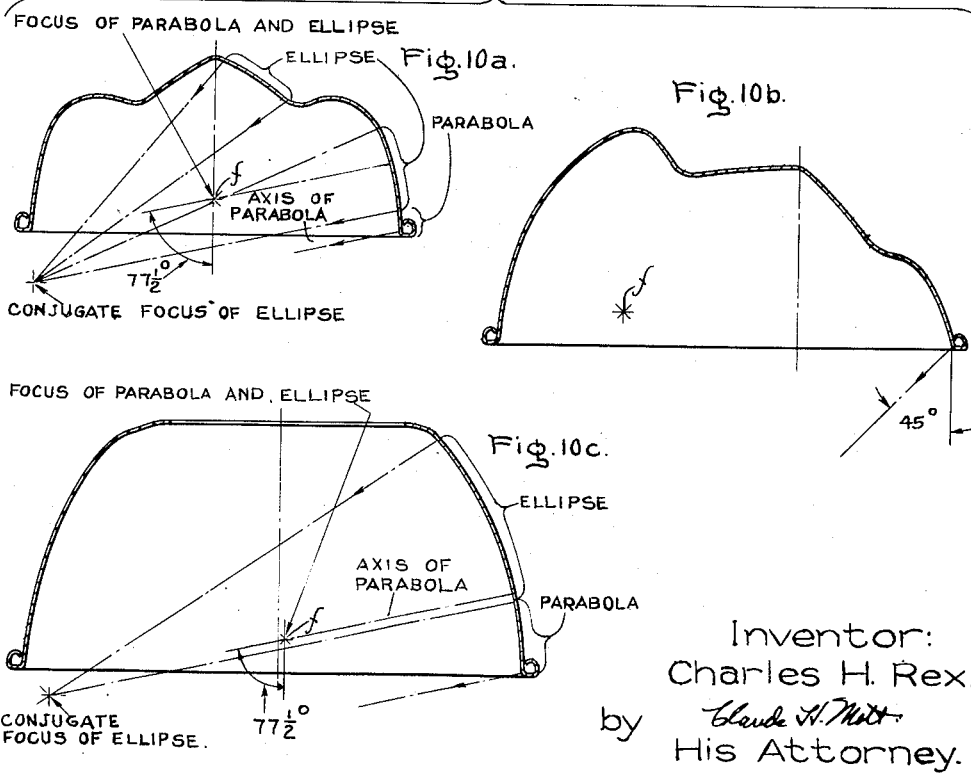 FOCUS OF PARABOLA AND ELLIPSE
ELLIPSE
Fig.10a.
PARABOLA
f
AXIS OF
PARABOLA
77½°
CONJUGATE FOCUS OF ELLIPSE
Fig.10b.
f
45°
FOCUS OF PARABOLA AND ELLIPSE
Fig.10c.
ELLIPSE
AXIS OF
PARABOLA
f
PARABOLA
77½°
CONJUGATE
FOCUS OF ELLIPSE.
Inventor:
Charles H. Rex.
by Claude H. Mott.
His Attorney.